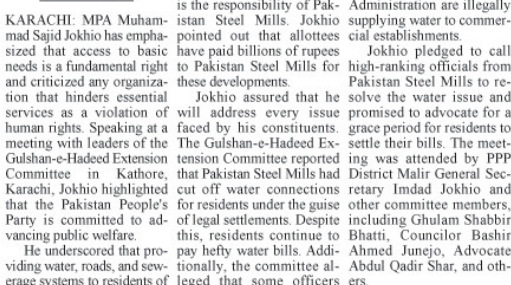 KARACHI: MPA Muham-
mad Sajid Jokhio has empha-
sized that access to basic
needs is a fundamental right
and criticized any organiza-
tion that hinders essential
services as a violation of
human rights. Speaking at a
meeting with leaders of the
Gulshan-e-Hadeed Extension
Committee in Kathore,
Karachi, Jokhio highlighted
that the Pakistan People's
Party is committed to ad-
vancing public welfare.
He underscored that pro-
viding water, roads, and sew-
erage systems to residents of
is the responsibility of Pak-
istan Steel Mills. Jokhio
pointed out that allottees
have paid billions of rupees
to Pakistan Steel Mills for
these developments.
Jokhio assured that he
will address every issue
faced by his constituents.
The Gulshan-e-Hadeed Ex-
tension Committee reported
that Pakistan Steel Mills had
cut off water connections
for residents under the guise
of legal settlements. Despite
this, residents continue to
pay hefty water bills. Addi-
tionally, the committee al-
leged that some officers
Administration are illegally
supplying water to commer-
cial establishments.
Jokhio pledged to call
high-ranking officials from
Pakistan Steel Mills to re-
solve the water issue and
promised to advocate for a
grace period for residents to
settle their bills. The meet-
ing was attended by PPP
District Malir General Sec-
retary Imdad Jokhio and
other committee members,
including Ghulam Shabbir
Bhatti, Councilor Bashir
Ahmed Junejo, Advocate
Abdul Qadir Shar, and oth-
ers.